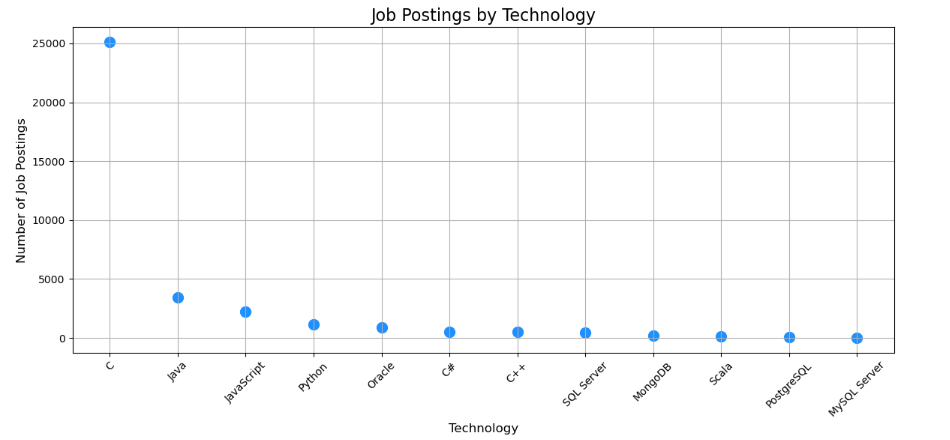 Job Postings by Technology
Number of Job Postings
25000
20000
15000
10000
5000
0
C
Java
JavaScript
Python
Oracle
C#
C++
SQL Server
MongoDB
Scala
PostgreSQL
MySQL Server
Technology